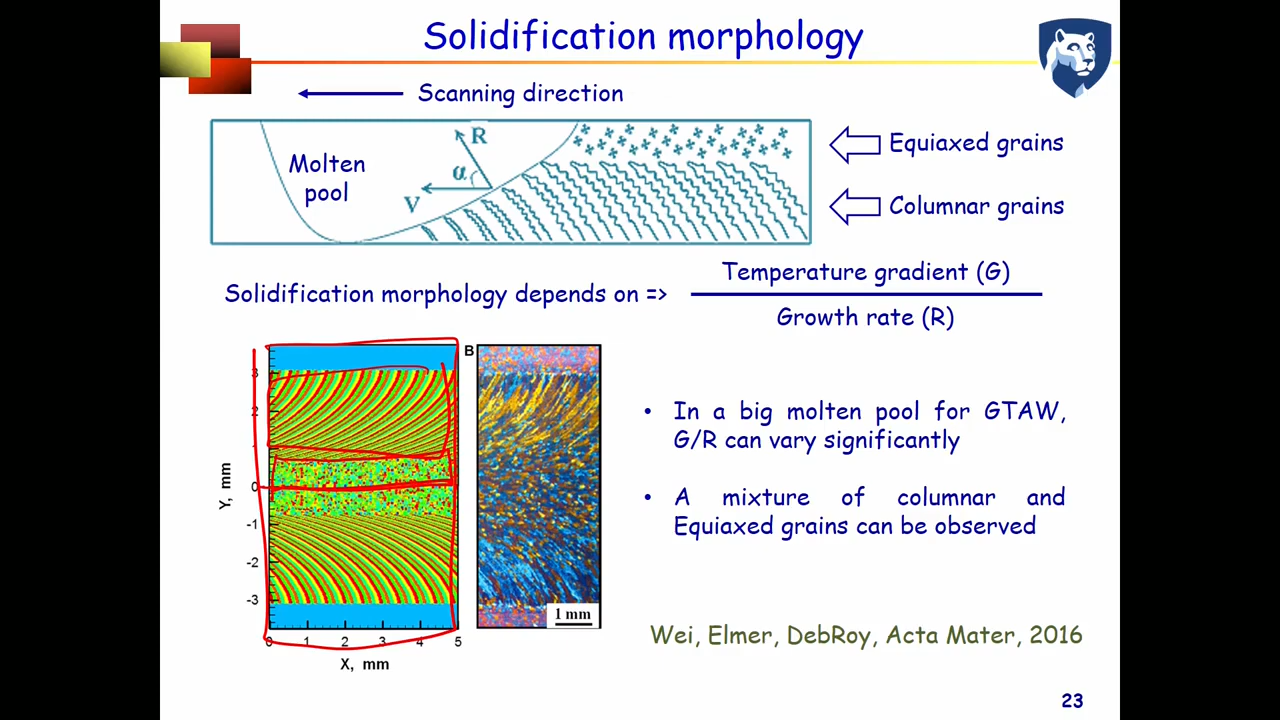 Solidification morphology
Scanning direction
Molten
pool
R
α
V
Equiaxed grains
Columnar grains
Solidification morphology depends on =>
Temperature gradient (G)
Growth rate (R)
B
3
2
1
0
-1
-2
-3
Y, mm
0 1 2 3 4 5
X, mm
1 mm
• In a big molten pool for GTAW,
G/R can vary significantly
• A mixture of columnar and
Equiaxed grains can be observed
Wei, Elmer, DebRoy, Acta Mater, 2016
23